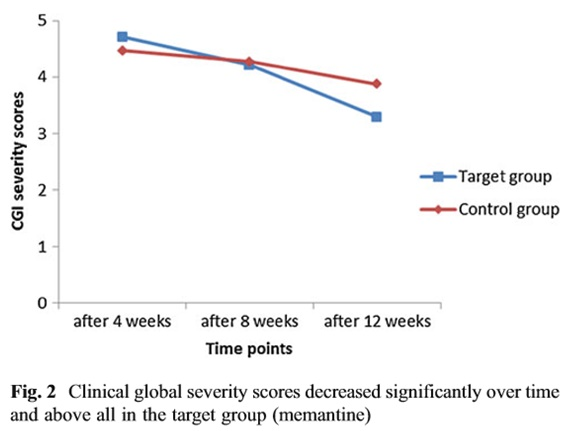 5
4
3
2
1
0
CGI severity scores
after 4 weeks after 8 weeks after 12 weeks
Time points
Target group
Control group
Fig. 2 Clinical global severity scores decreased significantly over time
and above all in the target group (memantine)